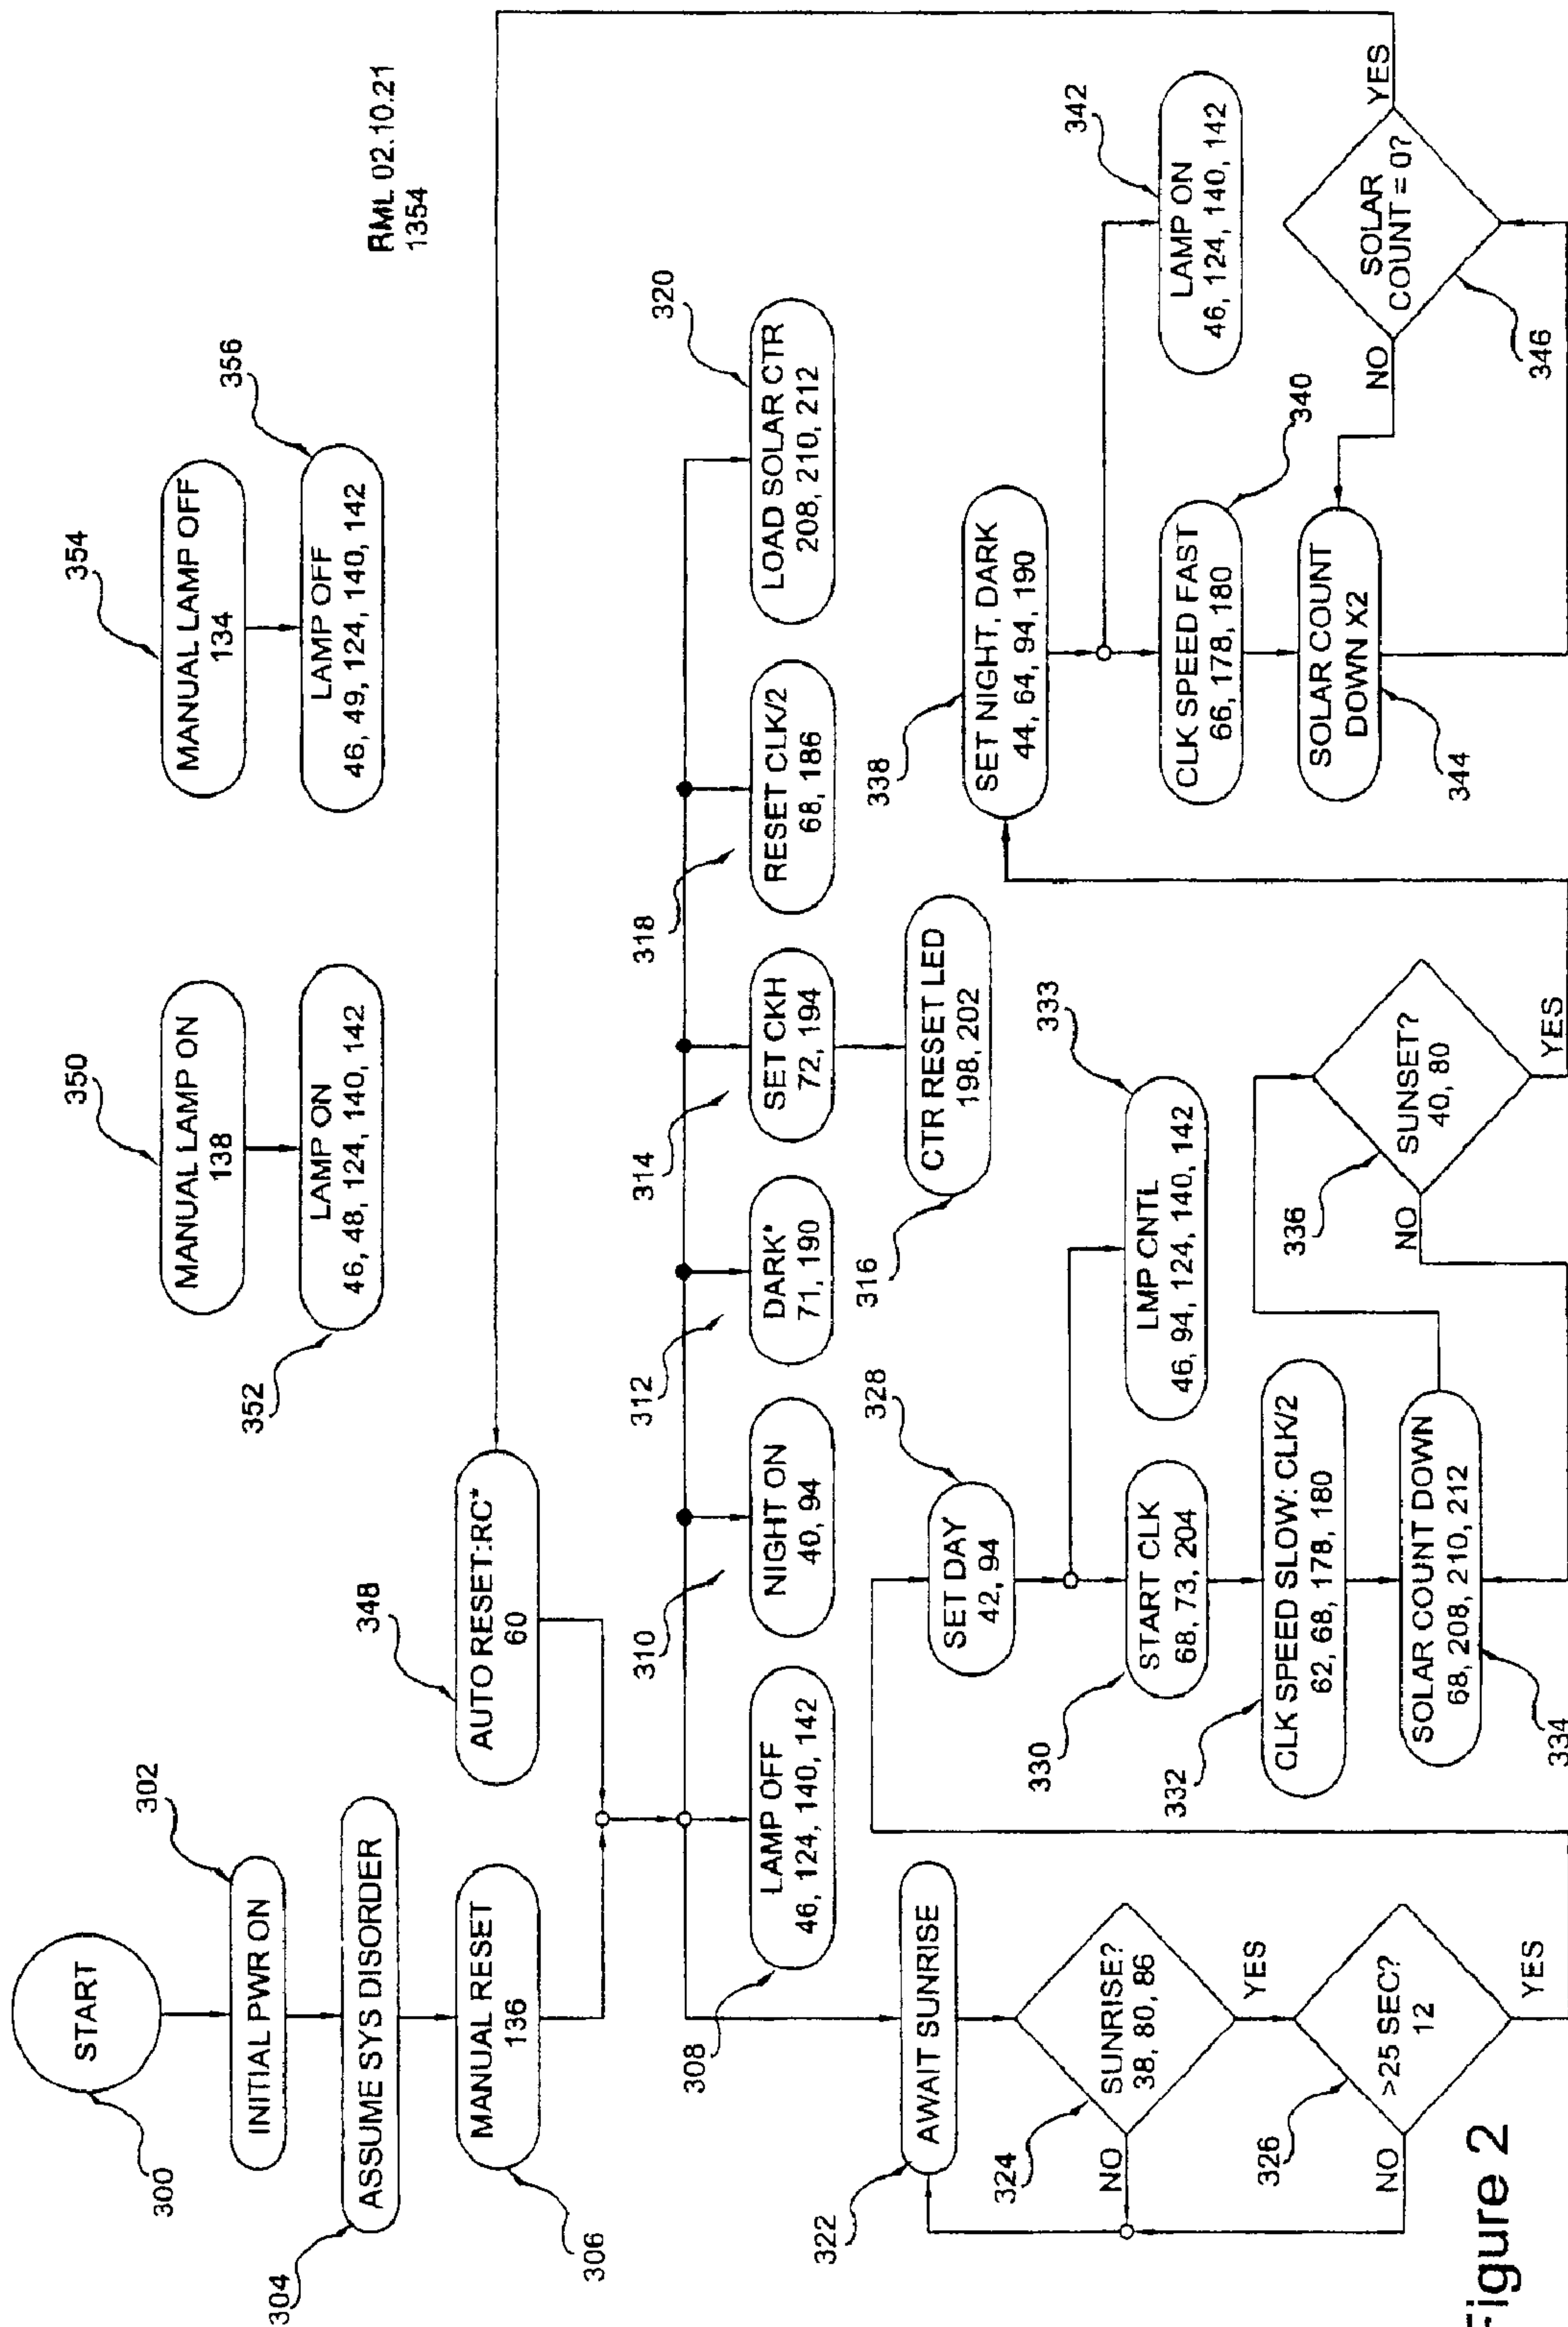 START
300
INITIAL PWR ON
302
ASSUME SYS DISORDER
304
MANUAL RESET
136
306
AUTO RESET:RC*
60
348
MANUAL LAMP ON
138
350
LAMP ON
46, 48, 124, 140, 142
352
MANUAL LAMP OFF
134
354
LAMP OFF
46, 49, 124, 140, 142
356
RML 02.10.21
1354
LAMP OFF
46, 124, 140, 142
308
NIGHT ON
40, 94
310
DARK*
71, 190
312
SET CKH
72, 194
314
CTR RESET LED
198, 202
316
RESET CLK/2
68, 186
318
LOAD SOLAR CTR
208, 210, 212
320
AWAIT SUNRISE
322
SUNRISE?
38, 80, 86
324
NO
YES
>25 SEC?
12
326
NO
YES
SET DAY
42, 94
328
START CLK
68, 73, 204
330
LMP CNTL
46, 94, 124, 140, 142
333
CLK SPEED SLOW: CLK/2
62, 68, 178, 180
332
SOLAR COUNT DOWN
68, 208, 210, 212
334
SUNSET?
40, 80
336
NO
YES
SET NIGHT, DARK
44, 64, 94, 190
338
LAMP ON
46, 124, 140, 142
342
CLK SPEED FAST
66, 178, 180
340
SOLAR COUNT
DOWN X2
344
SOLAR
COUNT = 0?
346
NO
YES
Figure 2